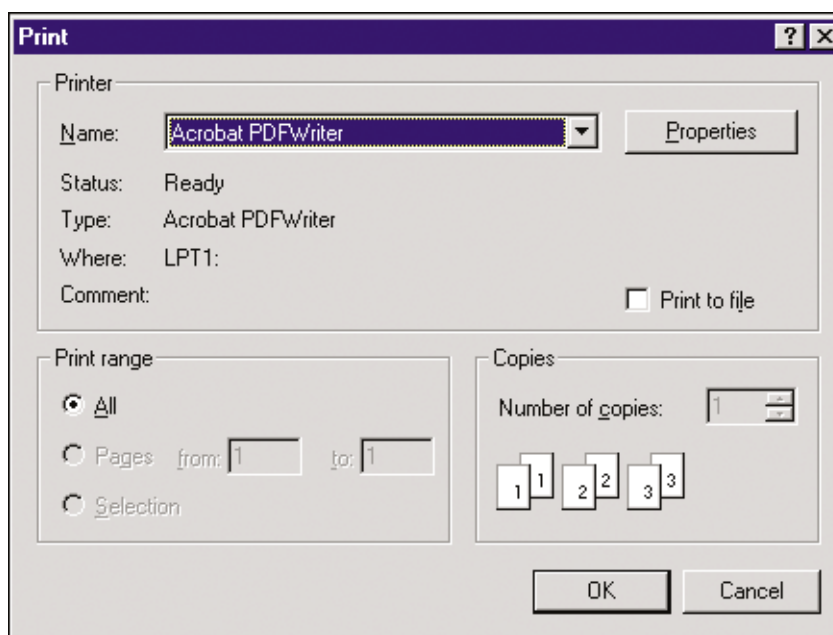 Print
Printer
Name: Acrobat PDFWriter Properties
Status: Ready
Type: Acrobat PDFWriter
Where: LPT1:
Comment: Print to file
Print range
All
Pages from: 1 to: 1
Selection
Copies
Number of copies: 1
1 1 2 2 3 3
OK Cancel